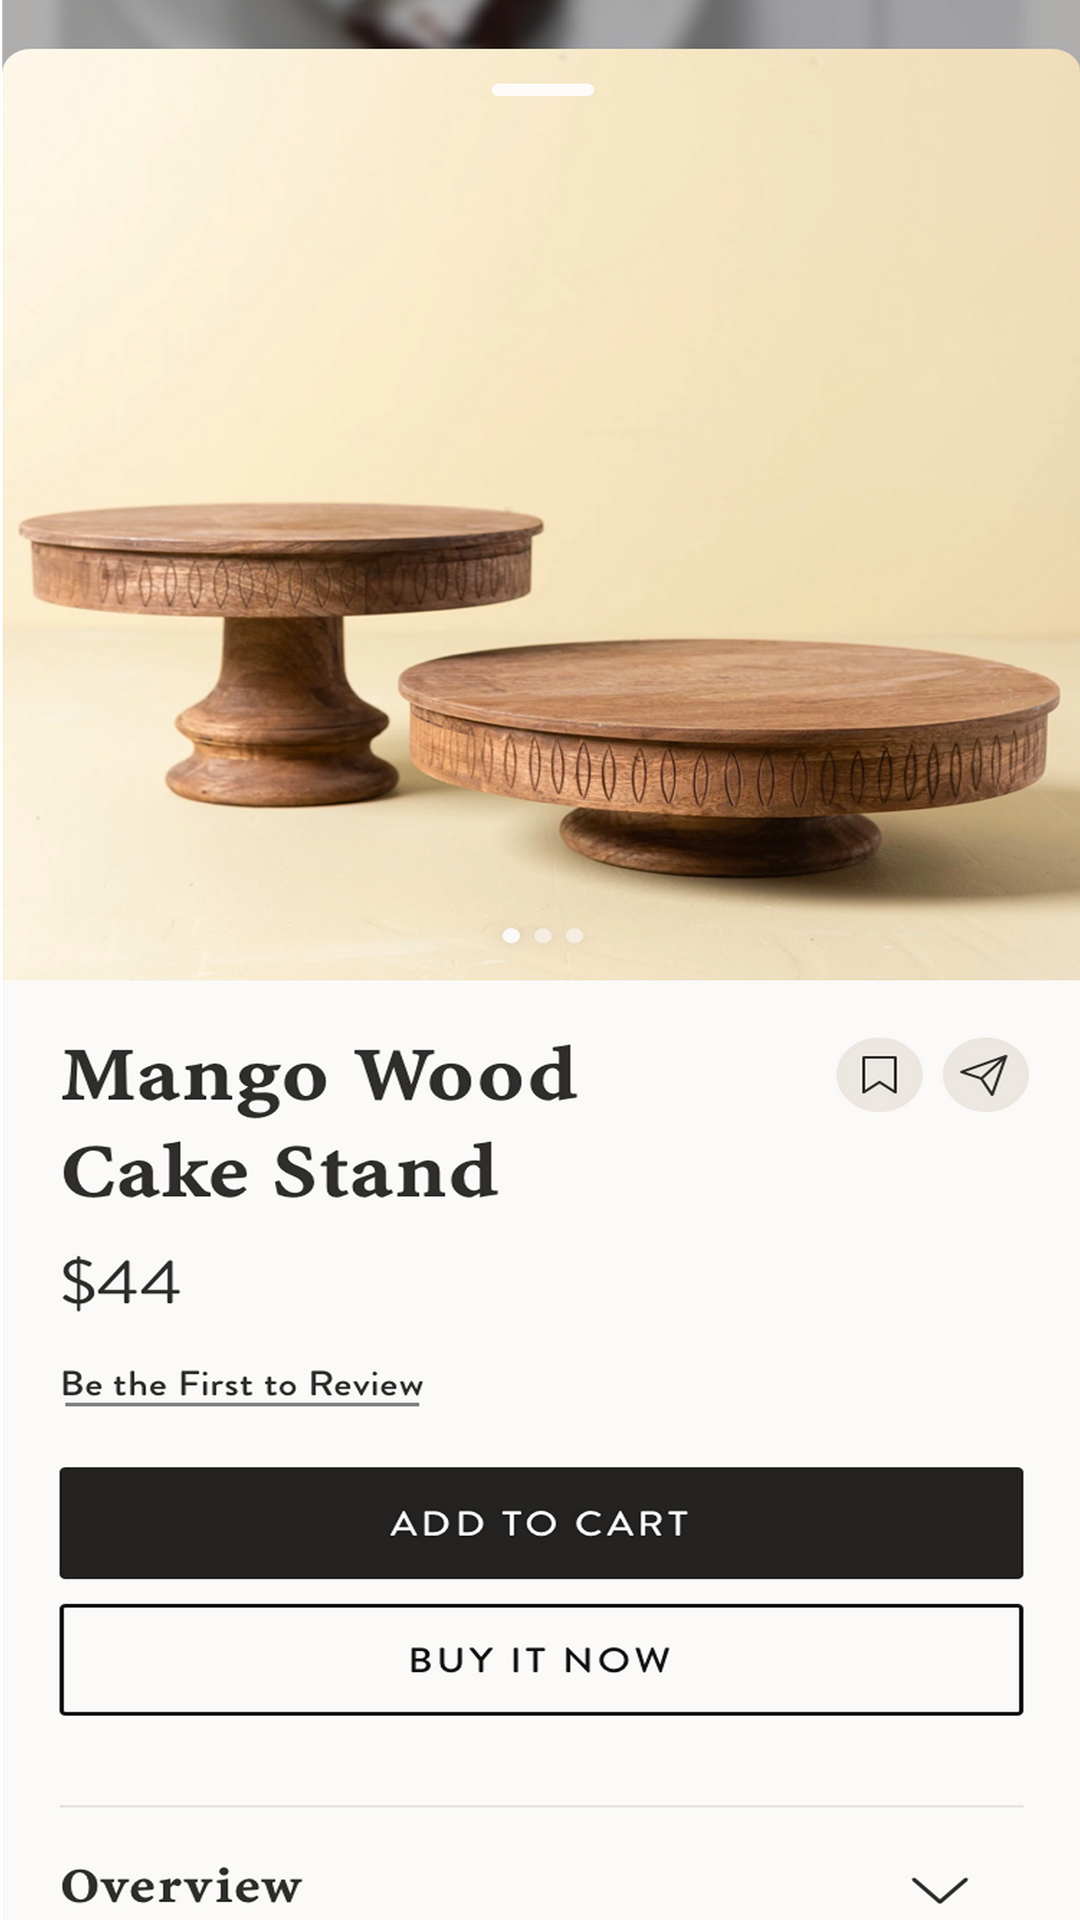 Mango Wood
Cake Stand
$44
Be the First to Review
ADD TO CART
BUY IT NOW
Overview